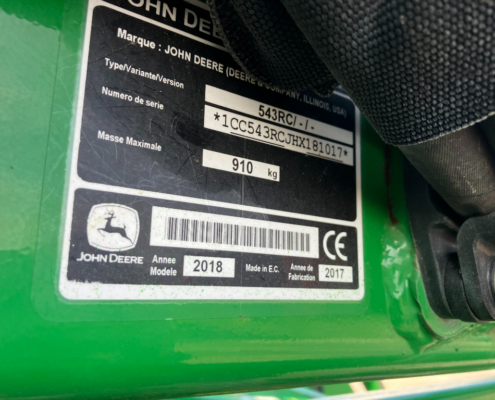 JOHN DEERE
Marque : JOHN DEERE (DEERE & COMPANY, ILLINOIS, USA)
Type/Variante/Version
543RC/-/-
Numero de serie
*1CC543RCJHX181017*
Masse Maximale
910 kg
JOHN DEERE
Annee Modele 2018
Made in E.C.
Annee de Fabrication 2017
CE